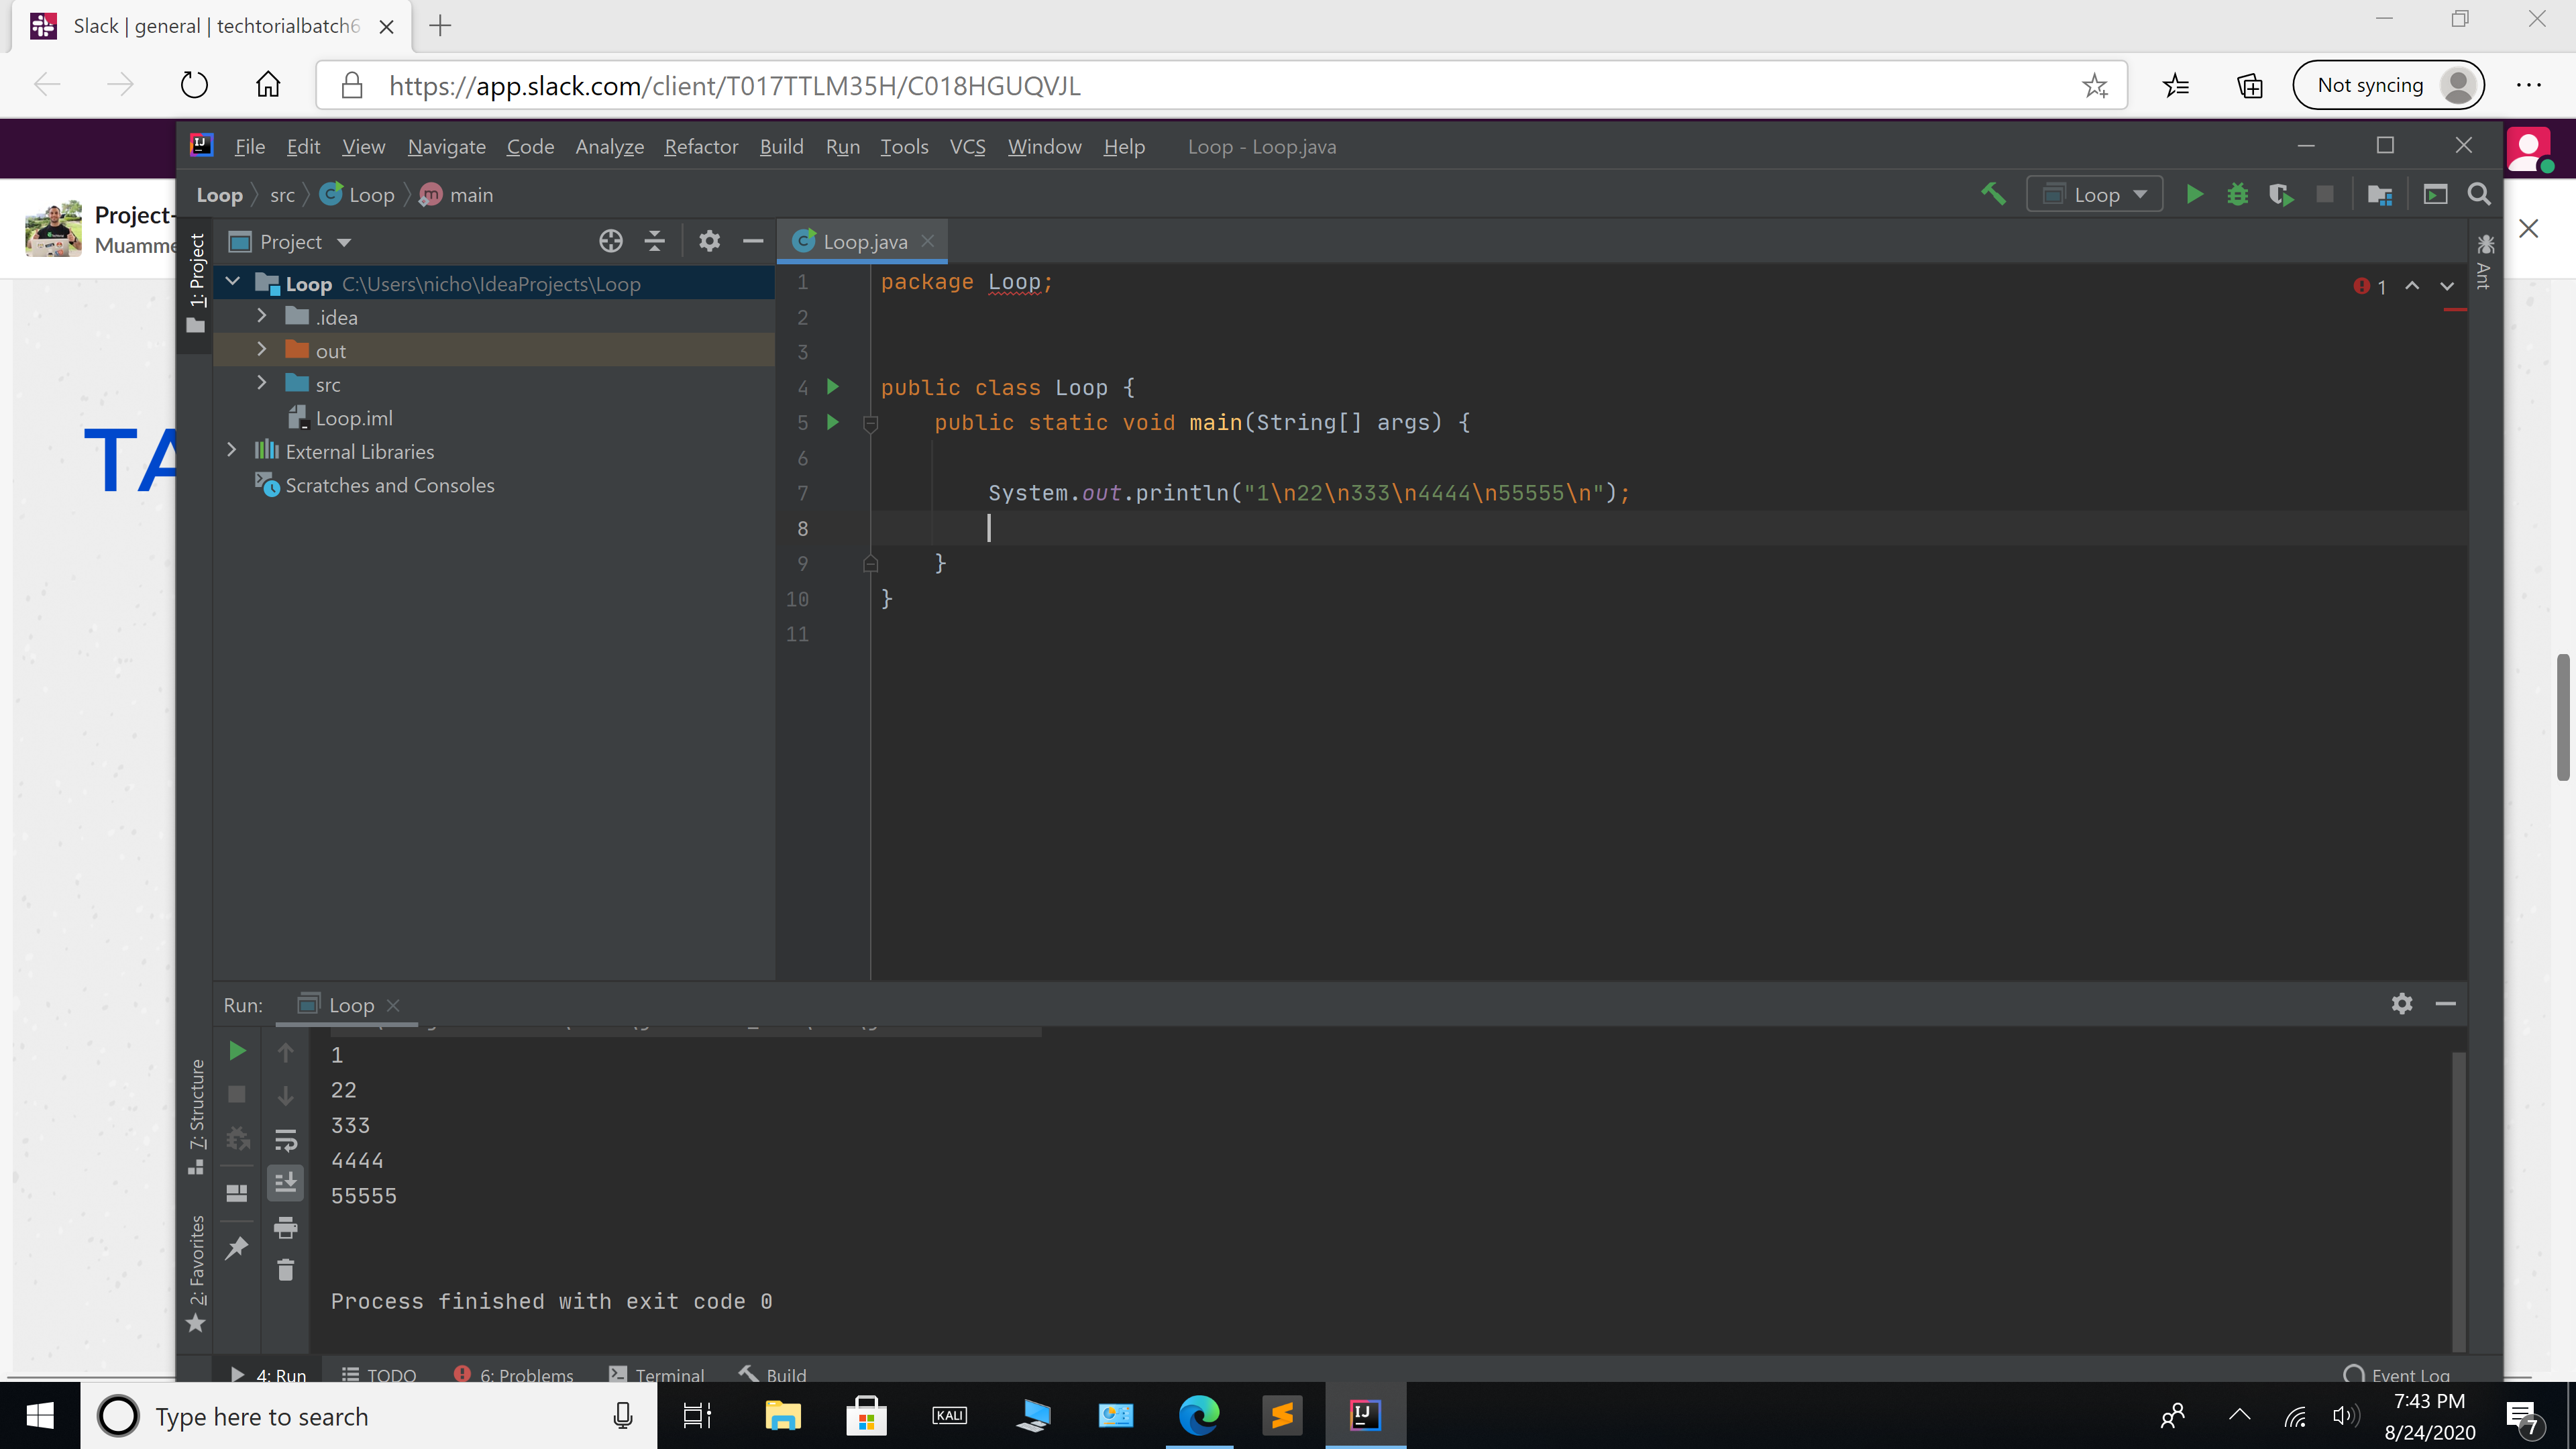 Slack | general | techtorialbatch6
https://app.slack.com/client/T017TTLM35H/C018HGUQVJL
Not syncing
File Edit View Navigate Code Analyze Refactor Build Run Tools VCS Window Help Loop - Loop.java
Loop src Loop main
Loop
Project-
Muamme
TA
1: Project
Project
Loop C:\Users\nicho\IdeaProjects\Loop
.idea
out
src
Loop.iml
External Libraries
Scratches and Consoles
Loop.java
1 package Loop;
2
3
4 public class Loop {
5 public static void main(String[] args) {
6
7 System.out.println("1\n22\n333\n4444\n55555\n");
8
9 }
10 }
11
1
Ant
Run: Loop
1
22
333
4444
55555
Process finished with exit code 0
7: Structure
2: Favorites
4: Run TODO 6: Problems Terminal Build Event Log
Type here to search
KALI
IJ
7:43 PM
8/24/2020
7